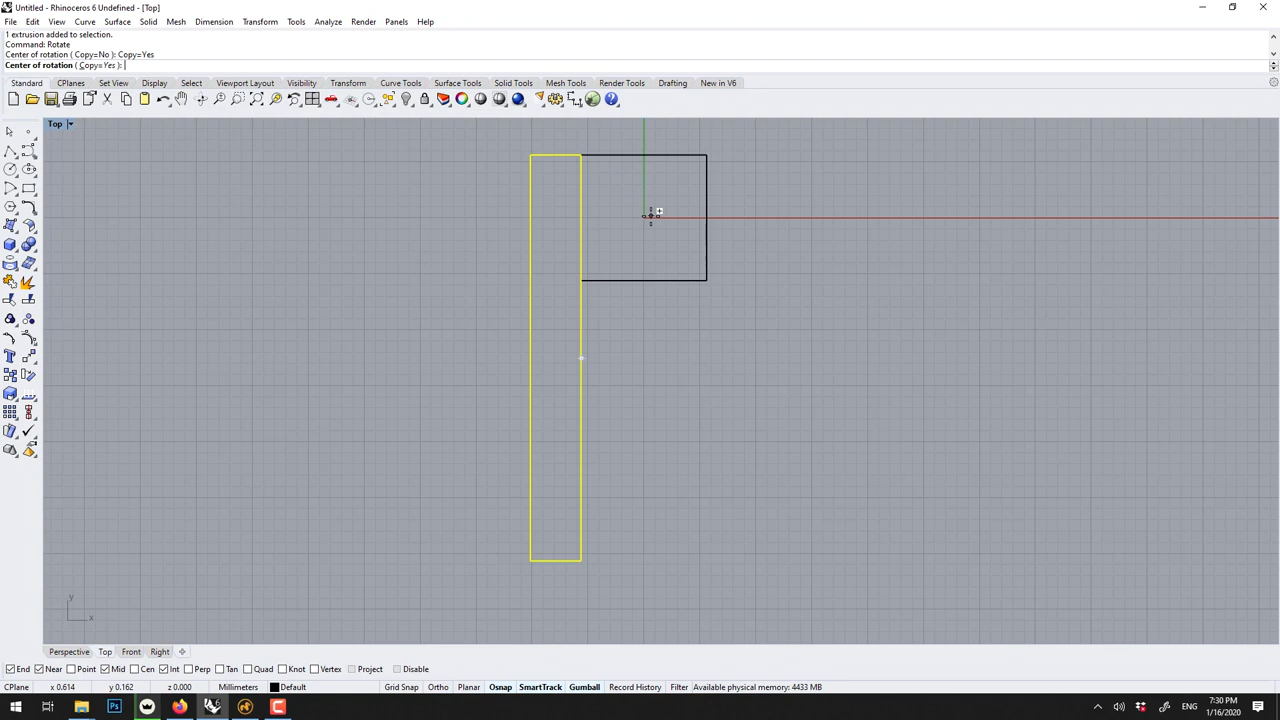 Untitled - Rhinoceros 6 Undefined - [Top]
File Edit View Curve Surface Solid Mesh Dimension Transform Tools Analyze Render Panels Help
1 extrusion added to selection.
Command: Rotate
Center of rotation ( Copy=No ): Copy=Yes
Center of rotation ( Copy=Yes ):
Standard CPlanes Set View Display Select Viewport Layout Visibility Transform Curve Tools Surface Tools Solid Tools Mesh Tools Render Tools Drafting New in V6
Top
y
x
Perspective Top Front Right
End Near Point Mid Cen Int Perp Tan Quad Knot Vertex Project Disable
CPlane x 0.614 y 0.162 z 0.000 Millimeters Default Grid Snap Ortho Planar Osnap SmartTrack Gumball Record History Filter Available physical memory: 4433 MB
ENG 7:30 PM
1/16/2020